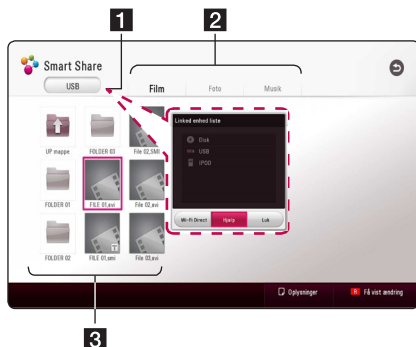 1
2
Smart Share
USB
Film
Foto
Musik
Linked enhed liste
Disk
USB
IPOD
UP mappe
FOLDER 03
File 02.SMI
FOLDER 01
FILE 01.avi
File 02.avi
Wi-Fi Direct
Hjælp
Luk
FOLDER 02
FILE 01.smi
File 03.avi
Oplysninger
R Få vist ændring
3